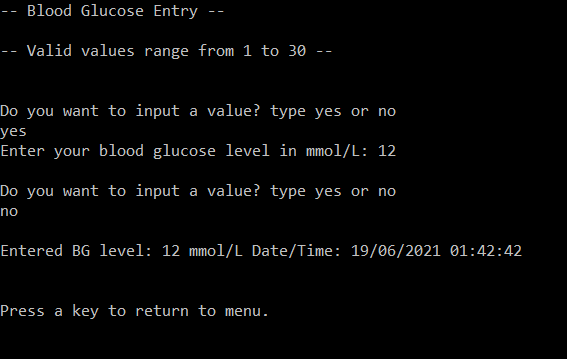 -- Blood Glucose Entry --
-- Valid values range from 1 to 30 --
Do you want to input a value? type yes or no
yes
Enter your blood glucose level in mmol/L: 12
Do you want to input a value? type yes or no
no
Entered BG level: 12 mmol/L Date/Time: 19/06/2021 01:42:42
Press a key to return to menu.